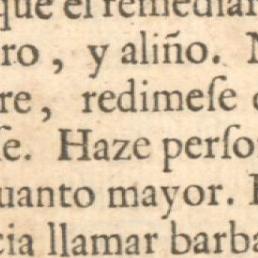 que el remediar
ro, y aliño.
re, redimeſe
ſe. Haze perſo
uanto mayor.
cia llamar barba